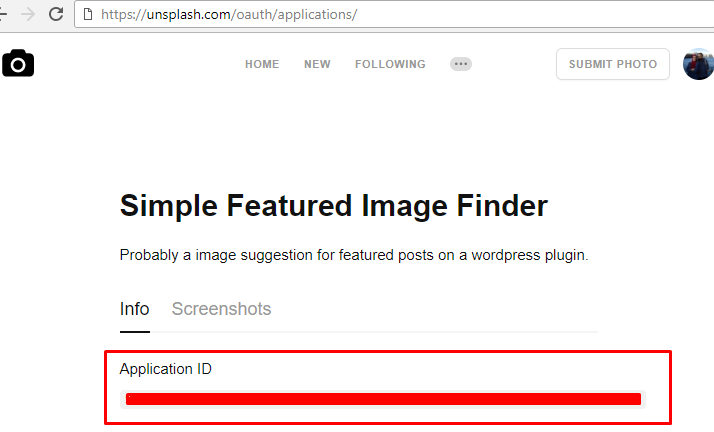 https://unsplash.com/oauth/applications/
HOME NEW FOLLOWING SUBMIT PHOTO
Simple Featured Image Finder
Probably a image suggestion for featured posts on a wordpress plugin.
Info Screenshots
Application ID